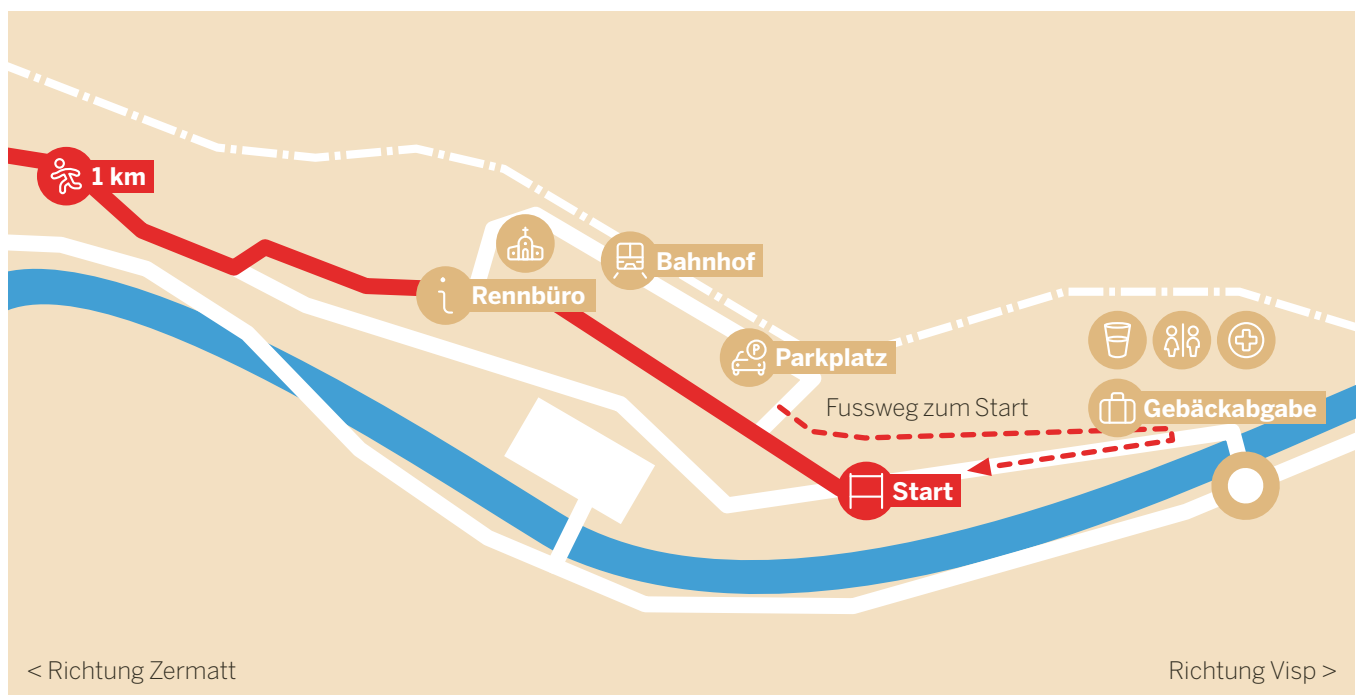 1 km
Bahnhof
Rennbüro
P
Parkplatz
Fussweg zum Start
Gebäckabgabe
Start
< Richtung Zermatt
Richtung Visp >